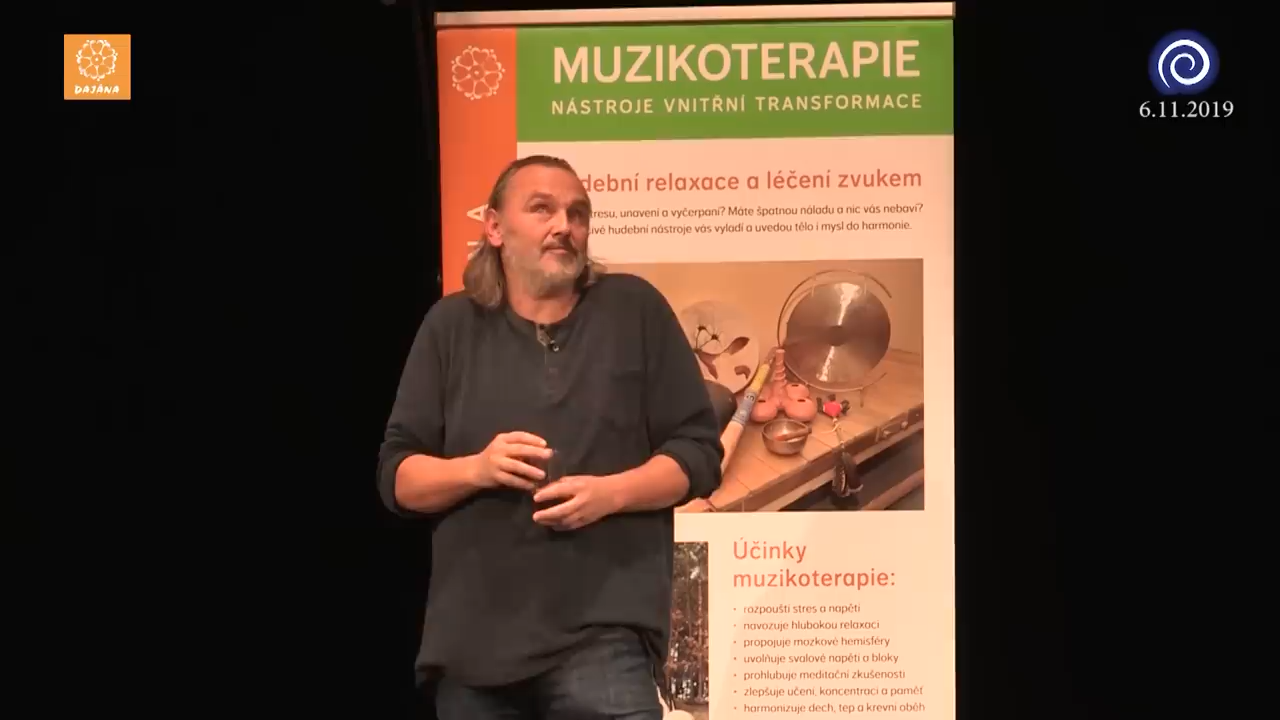 DAJÁNA
6.11.2019
MUZIKOTERAPIE
NÁSTROJE VNITŘNÍ TRANSFORMACE
dební relaxace a léčení zvukem
tresu, unavení a vyčerpaní? Máte špatnou náladu a nic vás nebaví?
ivé hudební nástroje vás vyladí a uvedou tělo i mysl do harmonie.
Účinky
muzikoterapie:
• rozpouští stres a napětí
• navozuje hlubokou relaxaci
• propojuje mozkové hemisféry
• uvolňuje svalové napětí a bloky
• prohlubuje meditační zkušenosti
• zlepšuje učení, koncentraci a paměť
• harmonizuje dech, tep a krevní oběh